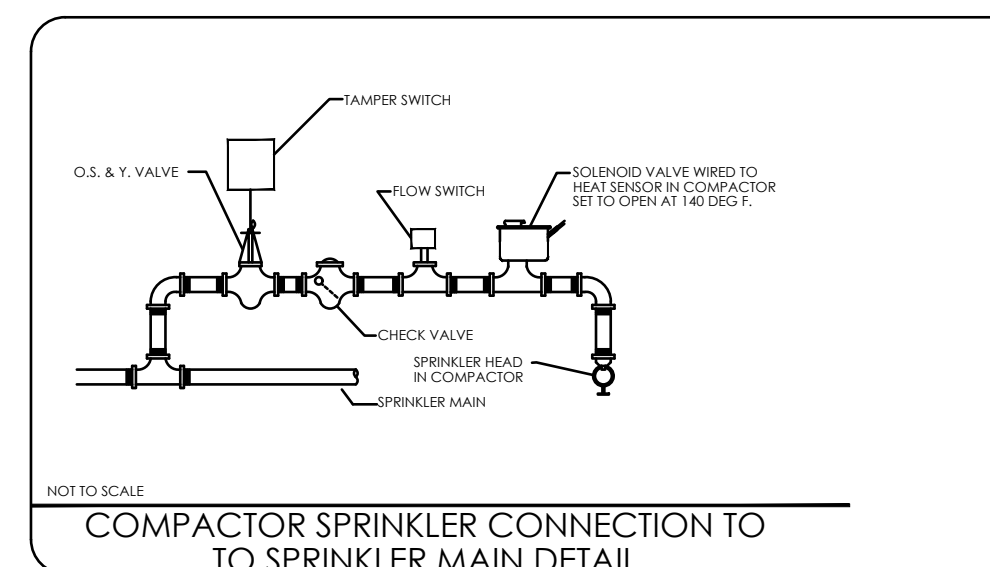 TAMPER SWITCH
O.S. & Y. VALVE
FLOW SWITCH
SOLENOID VALVE WIRED TO
HEAT SENSOR IN COMPACTOR
SET TO OPEN AT 140 DEG F.
CHECK VALVE
SPRINKLER HEAD
IN COMPACTOR
SPRINKLER MAIN
NOT TO SCALE
COMPACTOR SPRINKLER CONNECTION TO
TO SPRINKLER MAIN DETAIL